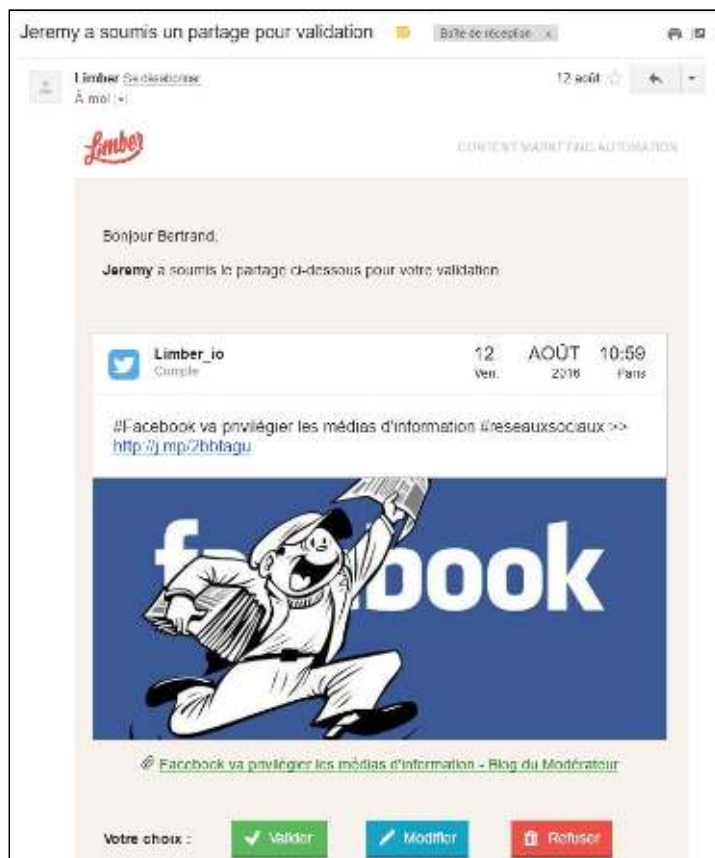 Jeremy a soumis un partage pour validation Boîte de réception x
Limber Se désabonner 12 août
À moi
Limber CONTENT MARKETING AUTOMATION
Bonjour Bertrand,
Jeremy a soumis le partage ci-dessous pour votre validation
Limber_io 12 AOÛT 10:59
Compte Ven. 2016 Paris
#Facebook va privilégier les médias d'information #reseauxsociaux >>
http://j.mp/2bbfagu
facebook
Facebook va privilégier les médias d'information - Blog du Modérateur
Votre choix : Valider Modifier Refuser